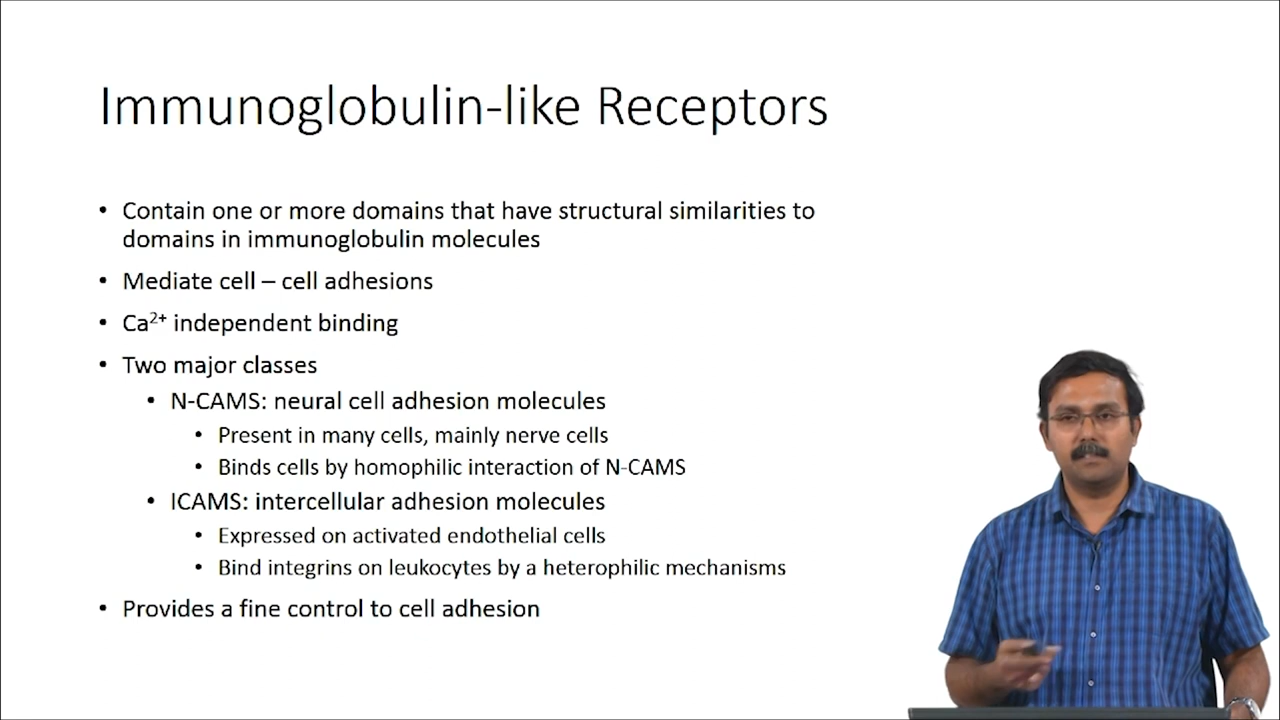 Immunoglobulin-like Receptors
• Contain one or more domains that have structural similarities to
domains in immunoglobulin molecules
• Mediate cell – cell adhesions
• Ca²⁺ independent binding
• Two major classes
• N-CAMS: neural cell adhesion molecules
• Present in many cells, mainly nerve cells
• Binds cells by homophilic interaction of N-CAMS
• ICAMS: intercellular adhesion molecules
• Expressed on activated endothelial cells
• Bind integrins on leukocytes by a heterophilic mechanisms
• Provides a fine control to cell adhesion